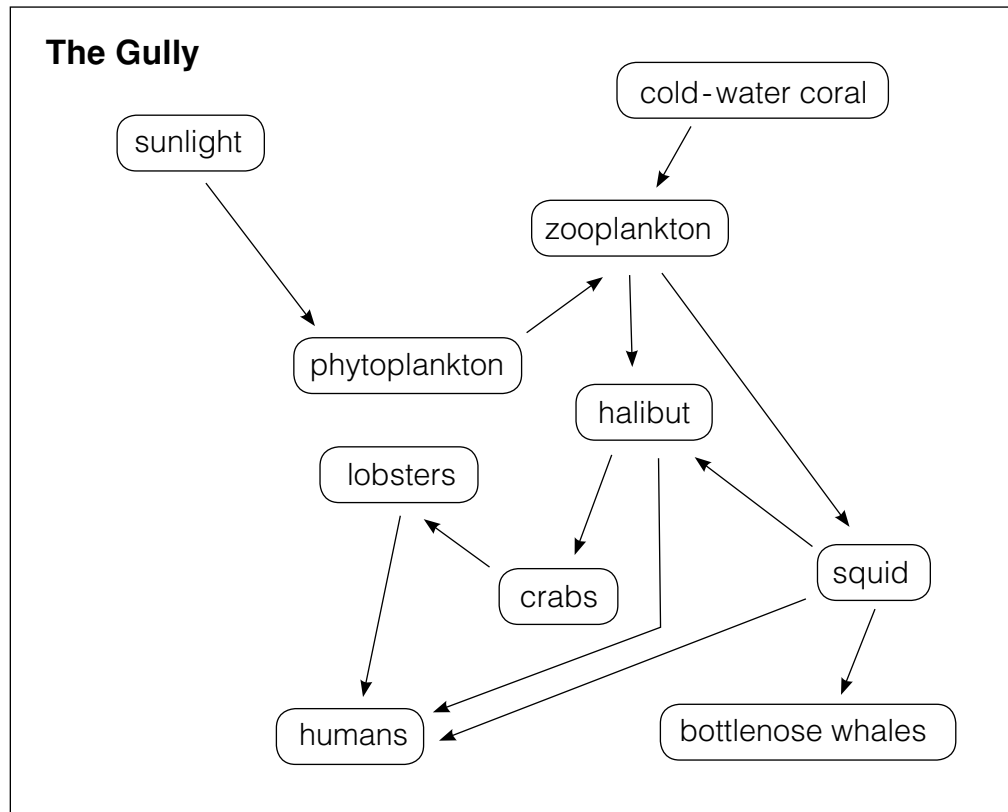 The Gully
cold-water coral
sunlight
zooplankton
phytoplankton
halibut
lobsters
squid
crabs
humans
bottlenose whales